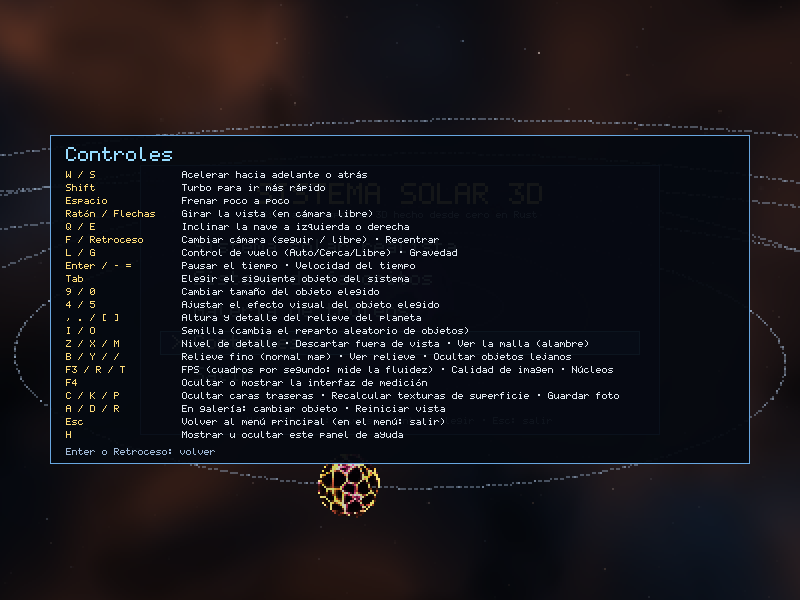 Controles
W / S Acelerar hacia adelante o atrás
Shift Turbo para ir más rápido
Espacio Frenar poco a poco
Ratón / Flechas Girar la vista (en cámara libre)
Q / E Inclinar la nave a izquierda o derecha
F / Retroceso Cambiar cámara (seguir / libre) · Recentrar
L / G Control de vuelo (Auto/Cerca/Libre) · Gravedad
Enter / - = Pausar el tiempo · Velocidad del tiempo
Tab Elegir el siguiente objeto del sistema
9 / 0 Cambiar tamaño del objeto elegido
4 / 5 Ajustar el efecto visual del objeto elegido
, . / [ ] Altura y detalle del relieve del planeta
I / O Semilla (cambia el reparto aleatorio de objetos)
Z / X / M Nivel de detalle · Descartar fuera de vista · Ver la malla (alambre)
B / Y / / Relieve fino (normal map) · Ver relieve · Ocultar objetos lejanos
F3 / R / T FPS (cuadros por segundo: mide la fluidez) · Calidad de imagen · Núcleos
F4 Ocultar o mostrar la interfaz de medición
C / K / P Ocultar caras traseras · Recalcular texturas de superficie · Guardar foto
A / D / R En galería: cambiar objeto · Reiniciar vista
Esc Volver al menú principal (en el menú: salir)
H Mostrar u ocultar este panel de ayuda
Enter o Retroceso: volver
STEMA SOLAR 3D